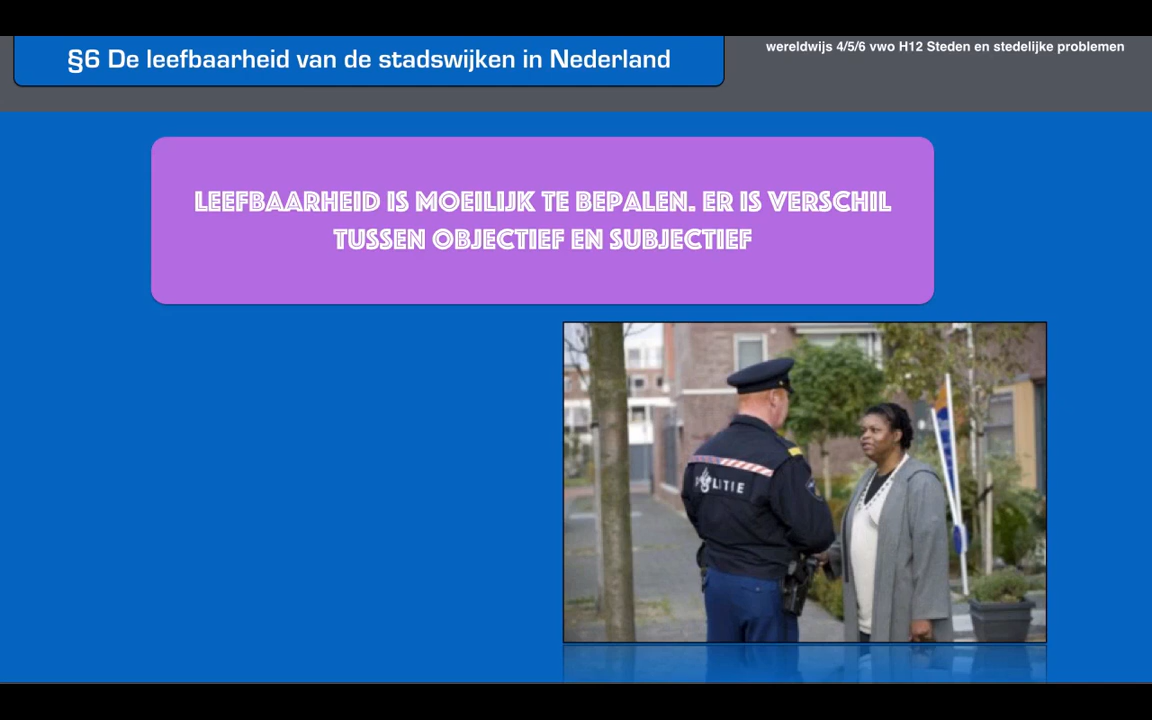 §6 De leefbaarheid van de stadswijken in Nederland
wereldwijs 4/5/6 vwo H12 Steden en stedelijke problemen
LEEFBAARHEID IS MOEILIJK TE BEPALEN. ER IS VERSCHIL
TUSSEN OBJECTIEF EN SUBJECTIEF
POLITIE